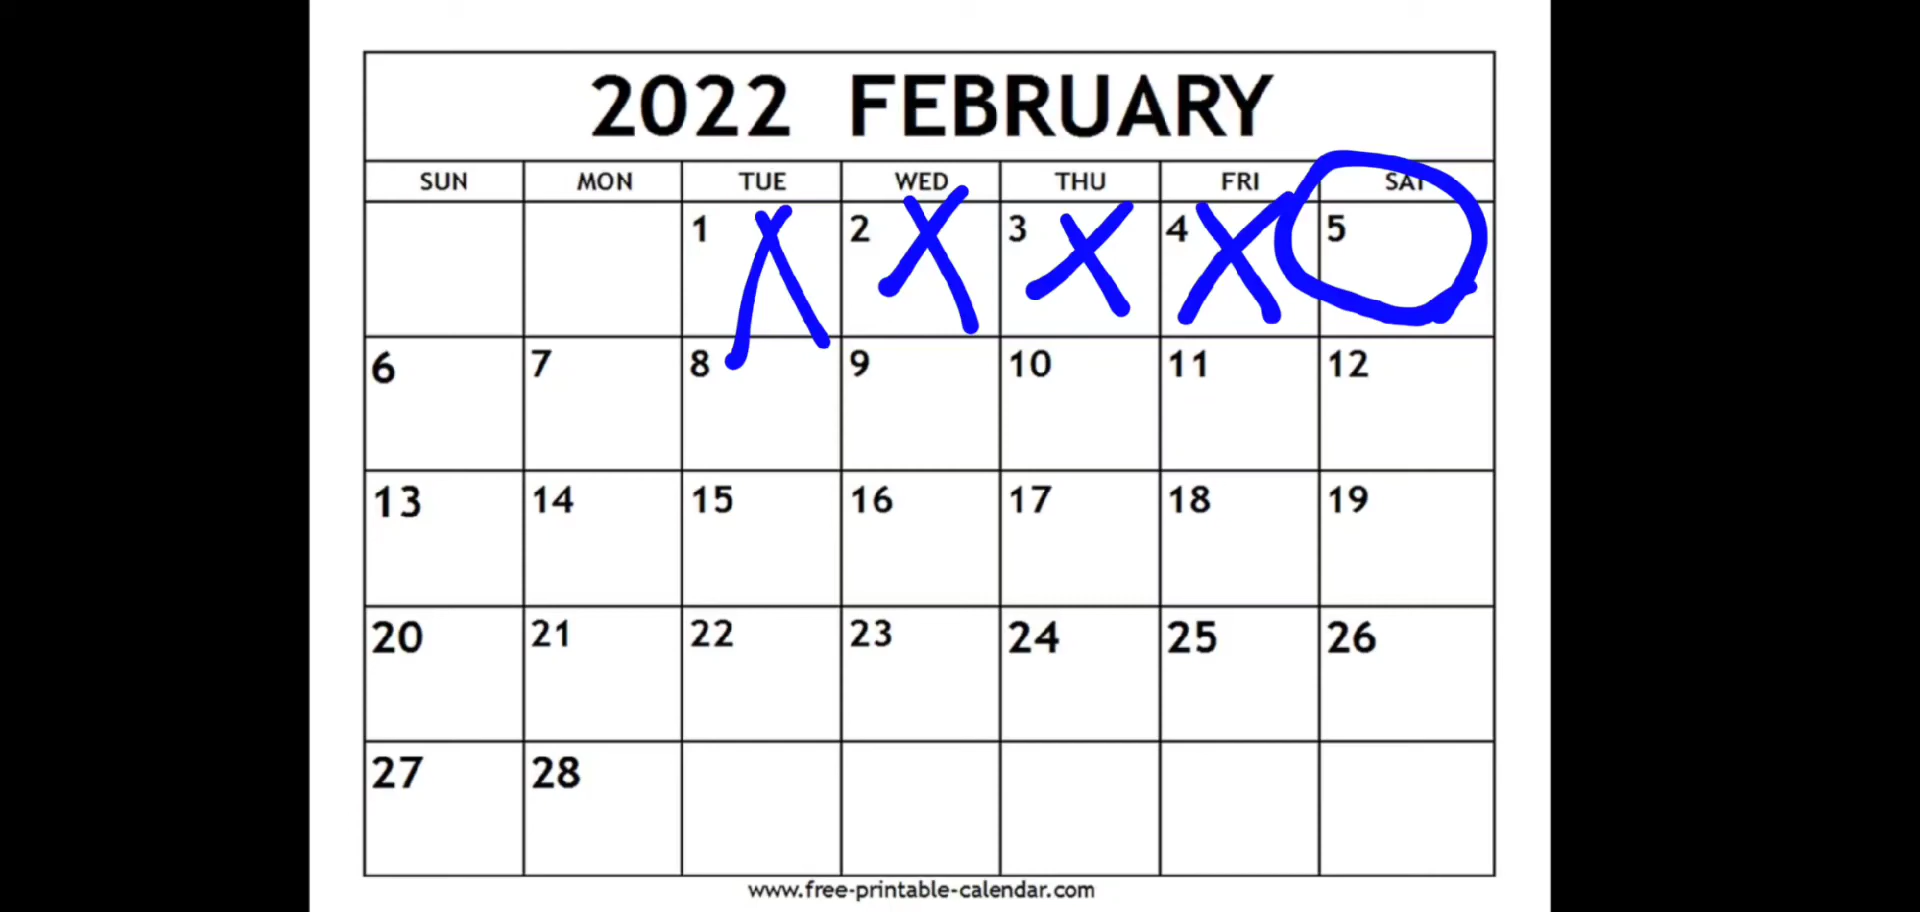 2022 FEBRUARY
SUN MON TUE WED THU FRI SAT
1 2 3 4 5
6 7 8 9 10 11 12
13 14 15 16 17 18 19
20 21 22 23 24 25 26
27 28
www.free-printable-calendar.com